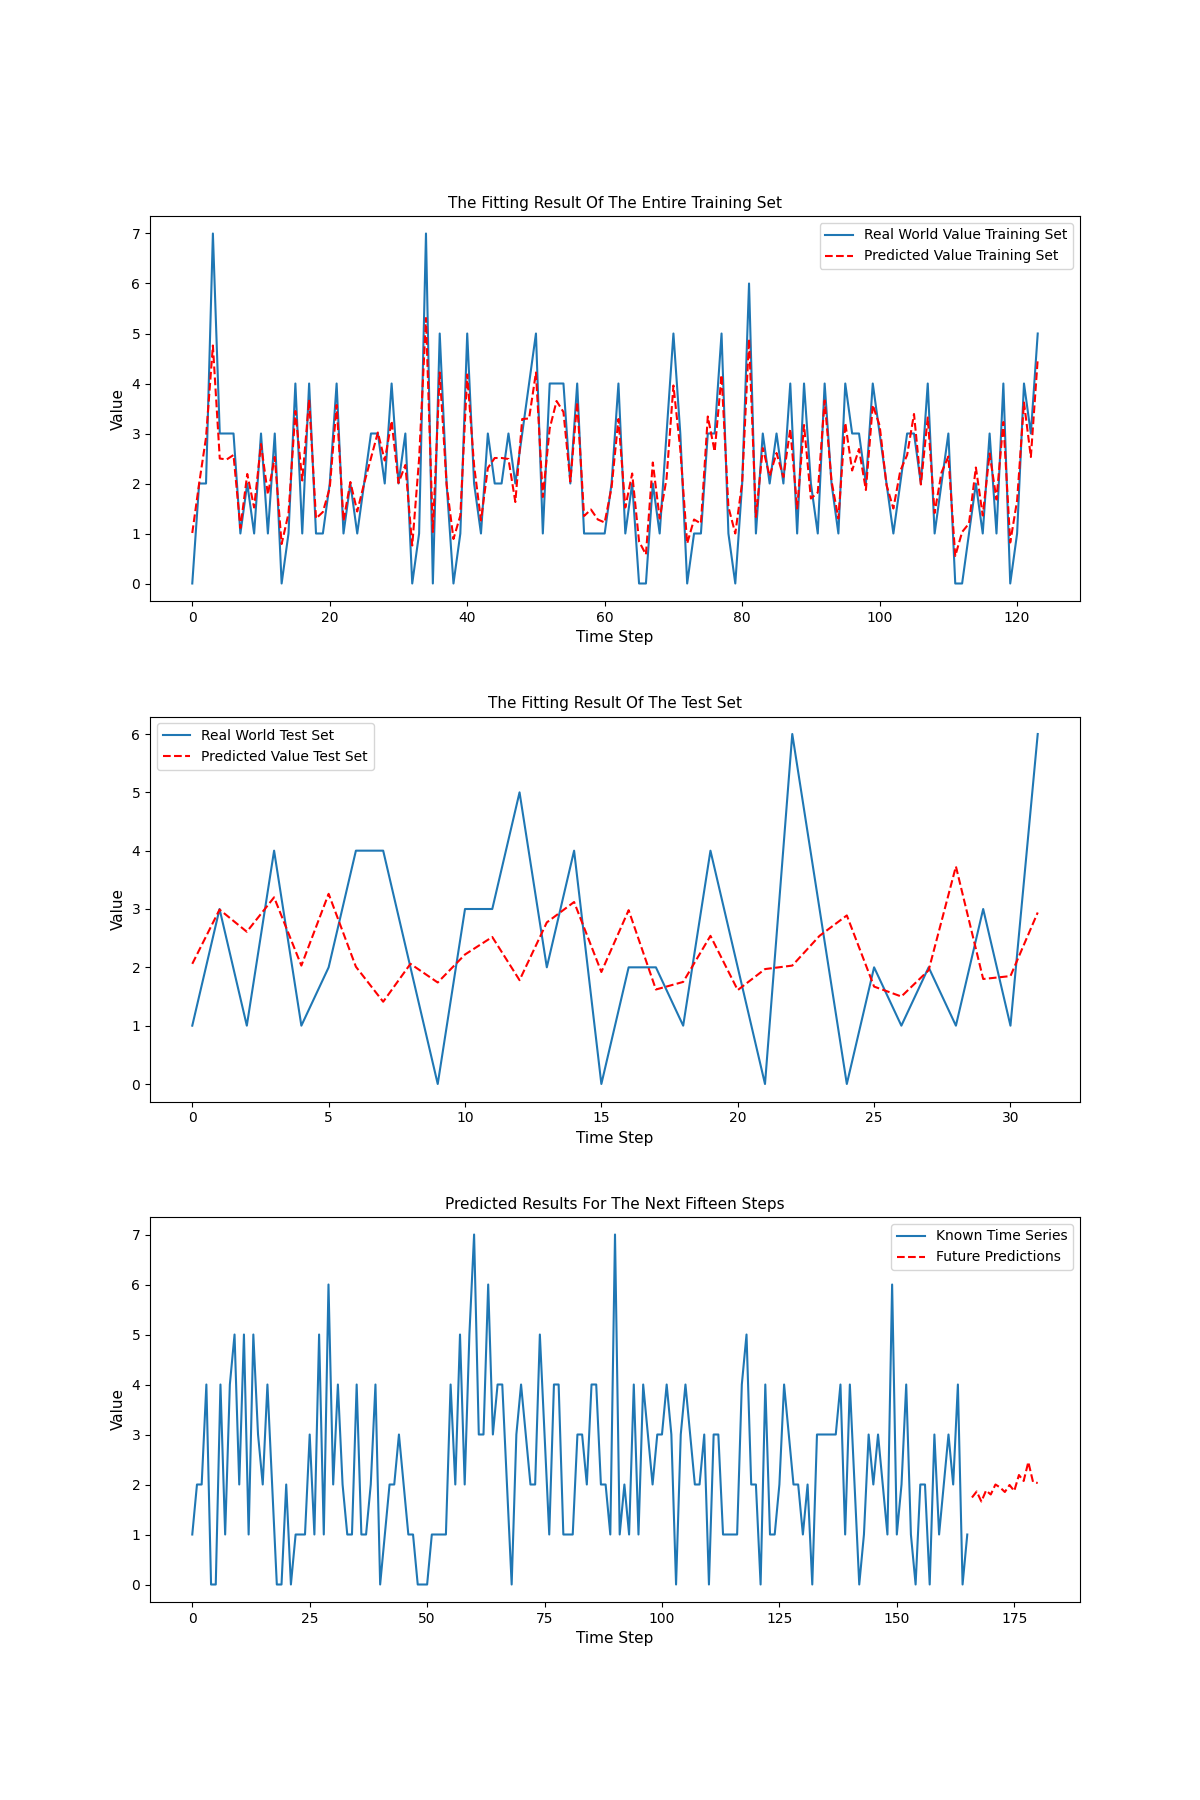 The Fitting Result Of The Entire Training Set
7
6
5
4
3
2
1
0
Value
Real World Value Training Set
Predicted Value Training Set
0 20 40 60 80 100 120
Time Step
The Fitting Result Of The Test Set
6
5
4
3
2
1
0
Value
Real World Test Set
Predicted Value Test Set
0 5 10 15 20 25 30
Time Step
Predicted Results For The Next Fifteen Steps
7
6
5
4
3
2
1
0
Value
Known Time Series
Future Predictions
0 25 50 75 100 125 150 175
Time Step